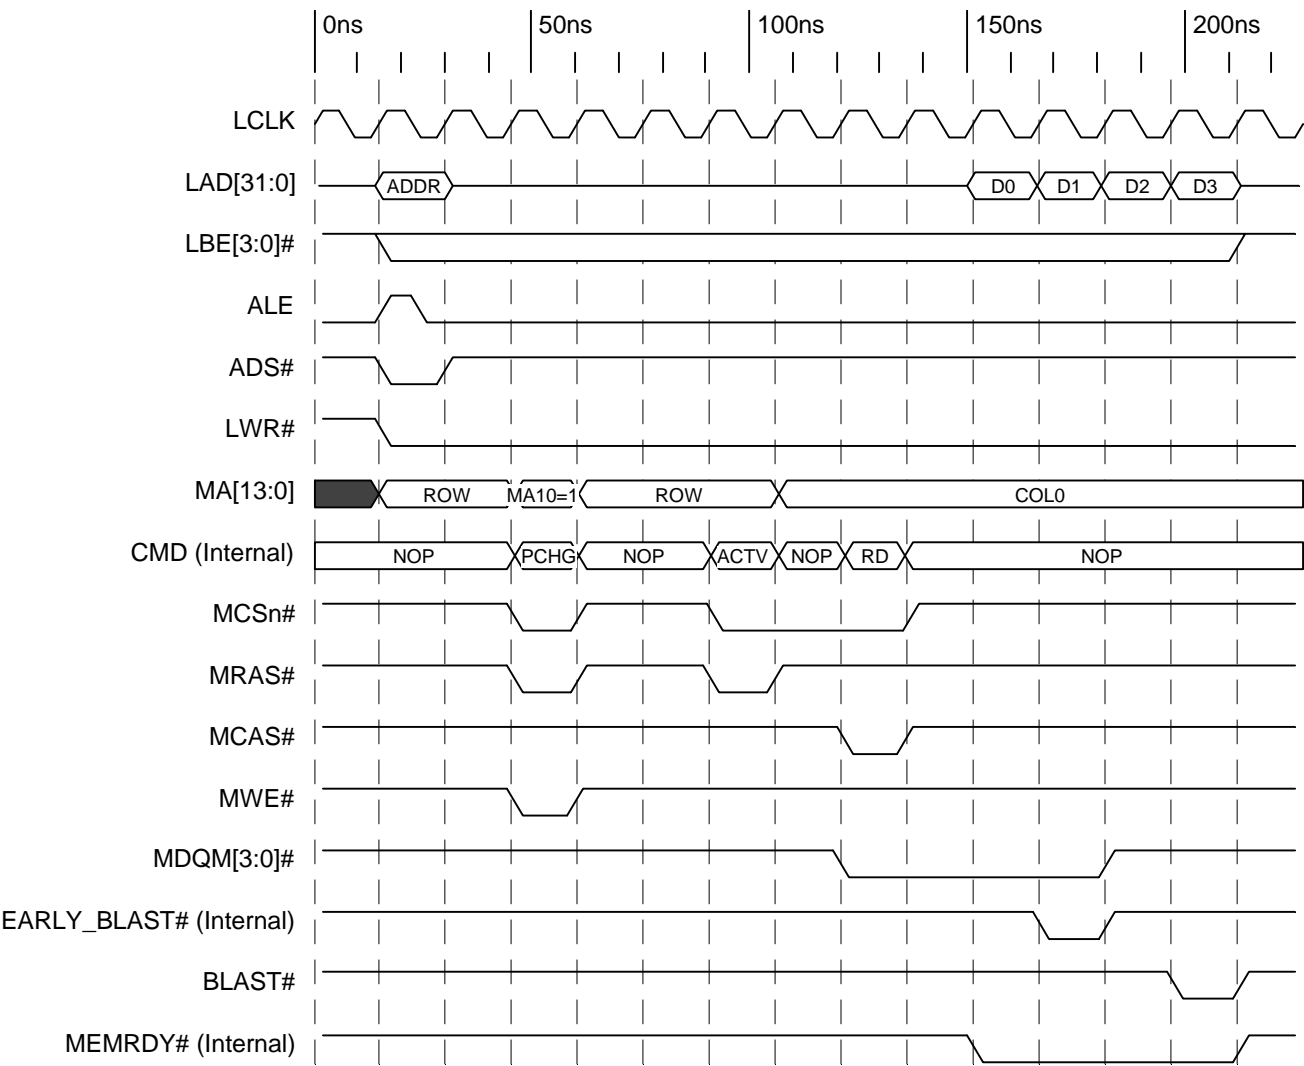 0ns 50ns 100ns 150ns 200ns
LCLK
LAD[31:0] ADDR D0 D1 D2 D3
LBE[3:0]#
ALE
ADS#
LWR#
MA[13:0] ROW MA10=1 ROW COL0
CMD (Internal) NOP PCHG NOP ACTV NOP RD NOP
MCSn#
MRAS#
MCAS#
MWE#
MDQM[3:0]#
EARLY_BLAST# (Internal)
BLAST#
MEMRDY# (Internal)